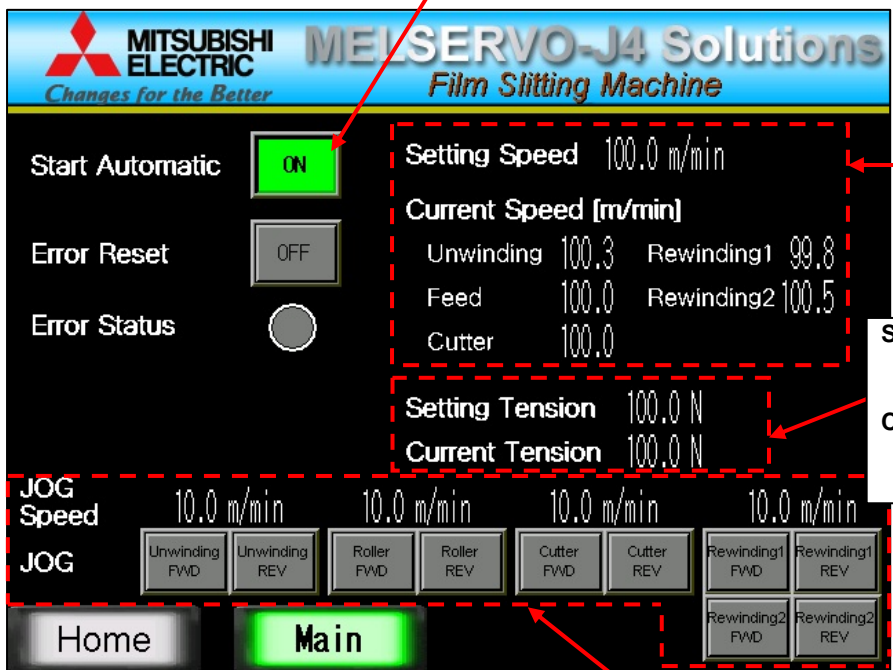 MITSUBISHI
ELECTRIC
Changes for the Better
MELSERVO-J4 Solutions
Film Slitting Machine
Start Automatic ON
Error Reset OFF
Error Status
Setting Speed 100.0 m/min
Current Speed [m/min]
Unwinding 100.3 Rewinding1 99.8
Feed 100.0 Rewinding2 100.5
Cutter 100.0
Setting Tension 100.0 N
Current Tension 100.0 N
S
C
JOG
Speed 10.0 m/min 10.0 m/min 10.0 m/min 10.0 m/min
JOG
Unwinding
FWD
Unwinding
REV
Roller
FWD
Roller
REV
Cutter
FWD
Cutter
REV
Rewinding1
FWD
Rewinding1
REV
Rewinding2
FWD
Rewinding2
REV
Home
Main